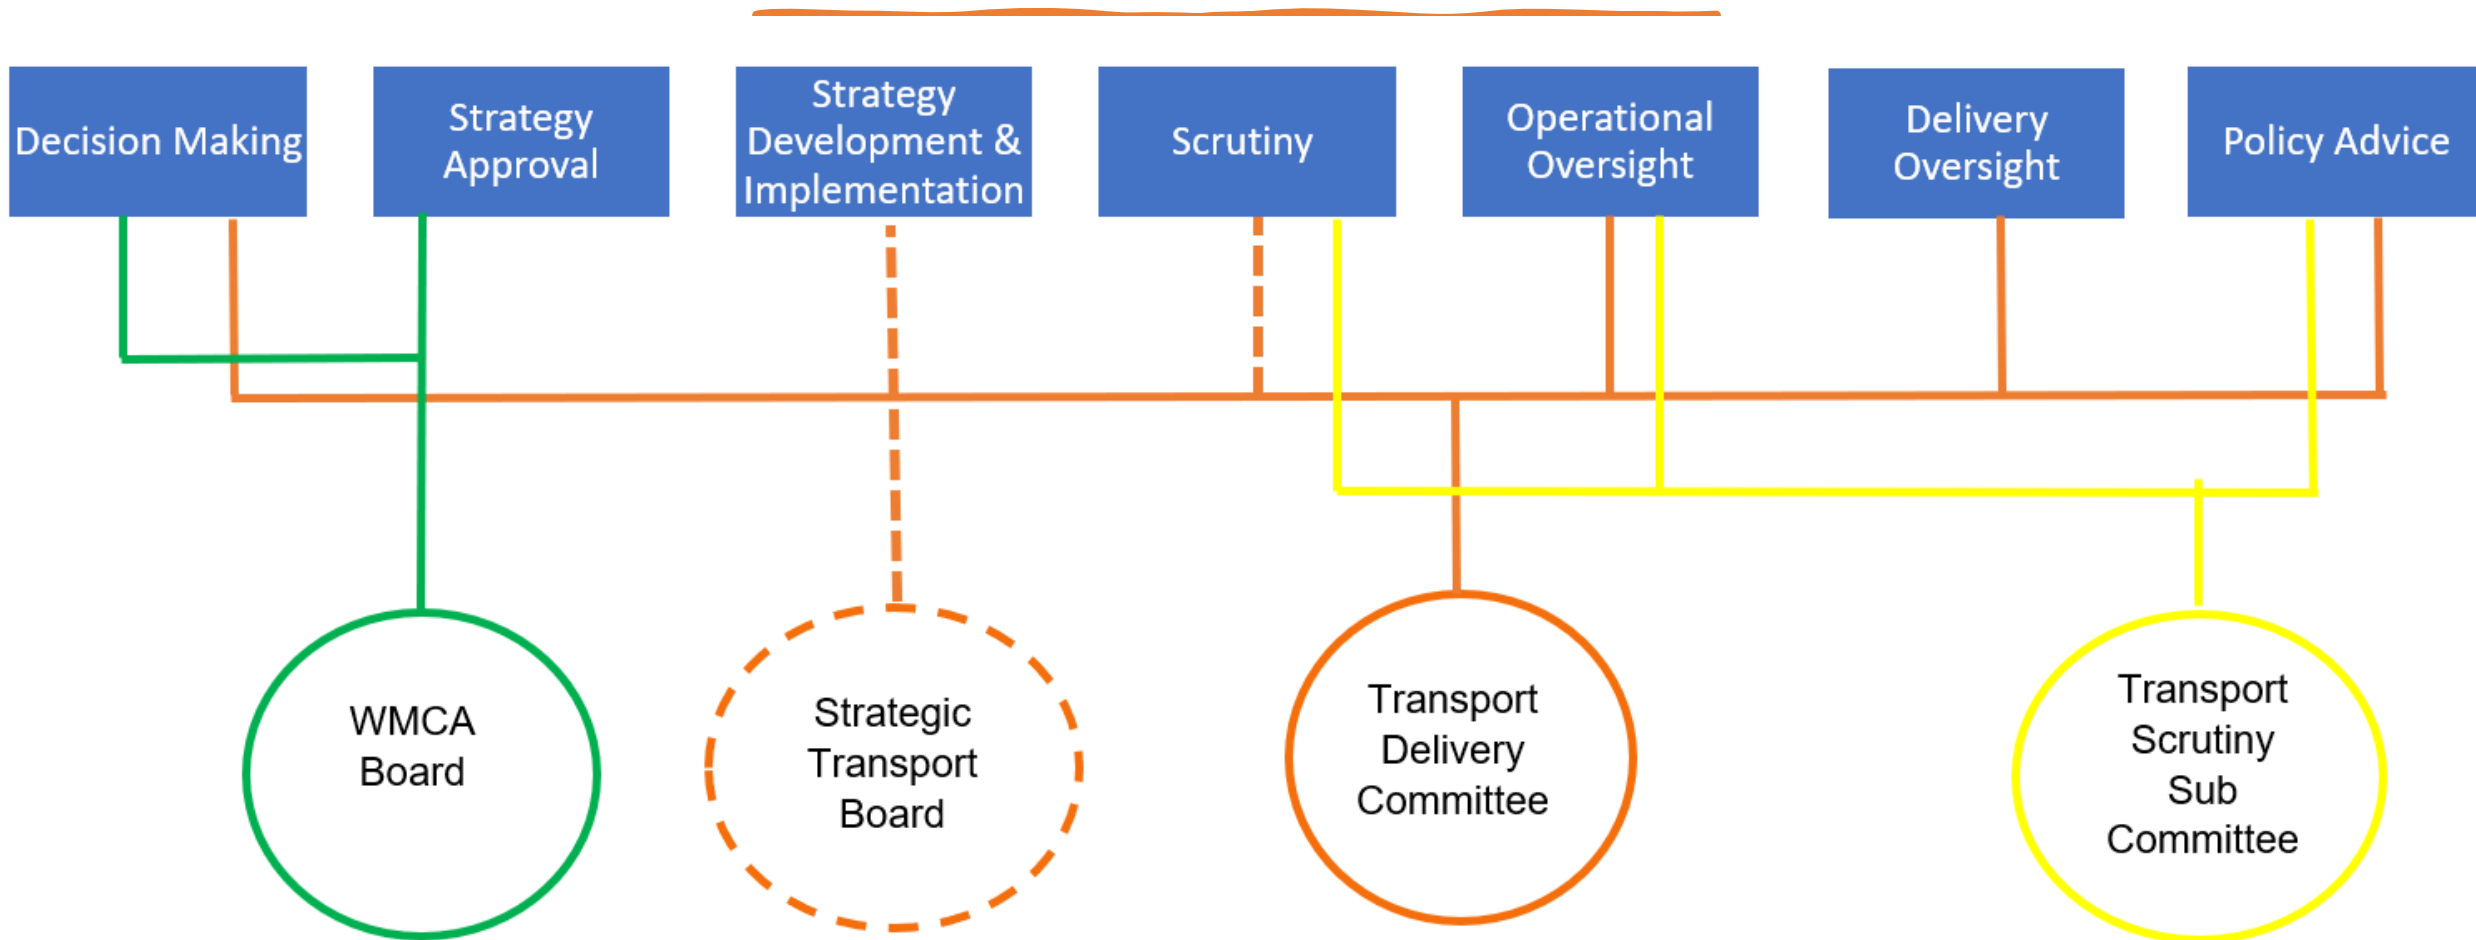 Decision Making
Strategy
Approval
Strategy
Development &
Implementation
Scrutiny
Operational
Oversight
Delivery
Oversight
Policy Advice
WMCA
Board
Strategic
Transport
Board
Transport
Delivery
Committee
Transport
Scrutiny
Sub
Committee